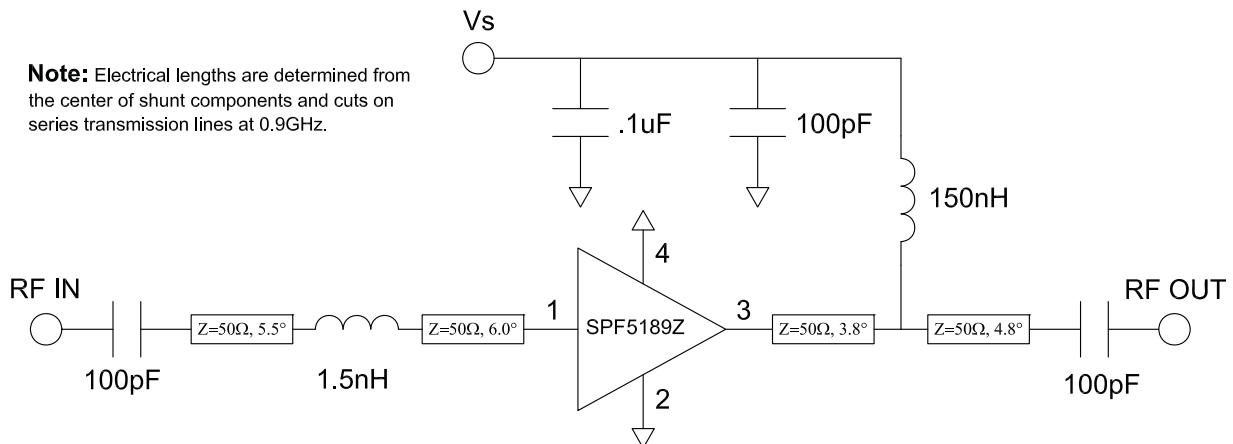 Vs
Note: Electrical lengths are determined from
the center of shunt components and cuts on
series transmission lines at 0.9GHz.
.1uF
100pF
150nH
4
RF IN
1
SPF5189Z
3
RF OUT
Z=50Ω, 5.5°
Z=50Ω, 6.0°
Z=50Ω, 3.8°
Z=50Ω, 4.8°
100pF
1.5nH
2
100pF